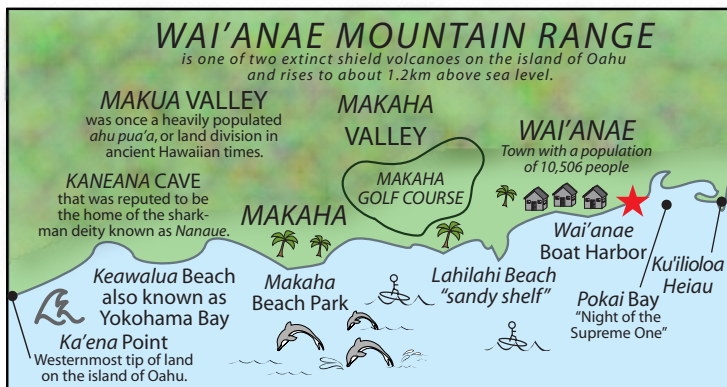 WAI'ANAE MOUNTAIN RANGE
is one of two extinct shield volcanoes on the island of Oahu
and rises to about 1.2km above sea level.
MAKUA VALLEY
was once a heavily populated
ahu pua'a, or land division in
ancient Hawaiian times.
MAKAHA
VALLEY
WAI'ANAE
Town with a population
of 10,506 people
KANEANA CAVE
that was reputed to be
the home of the shark-
man deity known as Nanaue.
MAKAHA
GOLF COURSE
MAKAHA
Wai'anae
Boat Harbor
Ku'ilioloa
Heiau
Keawalua Beach
also known as
Yokohama Bay
Makaha
Beach Park
Lahilahi Beach
"sandy shelf"
Pokai Bay
"Night of the
Supreme One"
Ka'ena Point
Westernmost tip of land
on the island of Oahu.